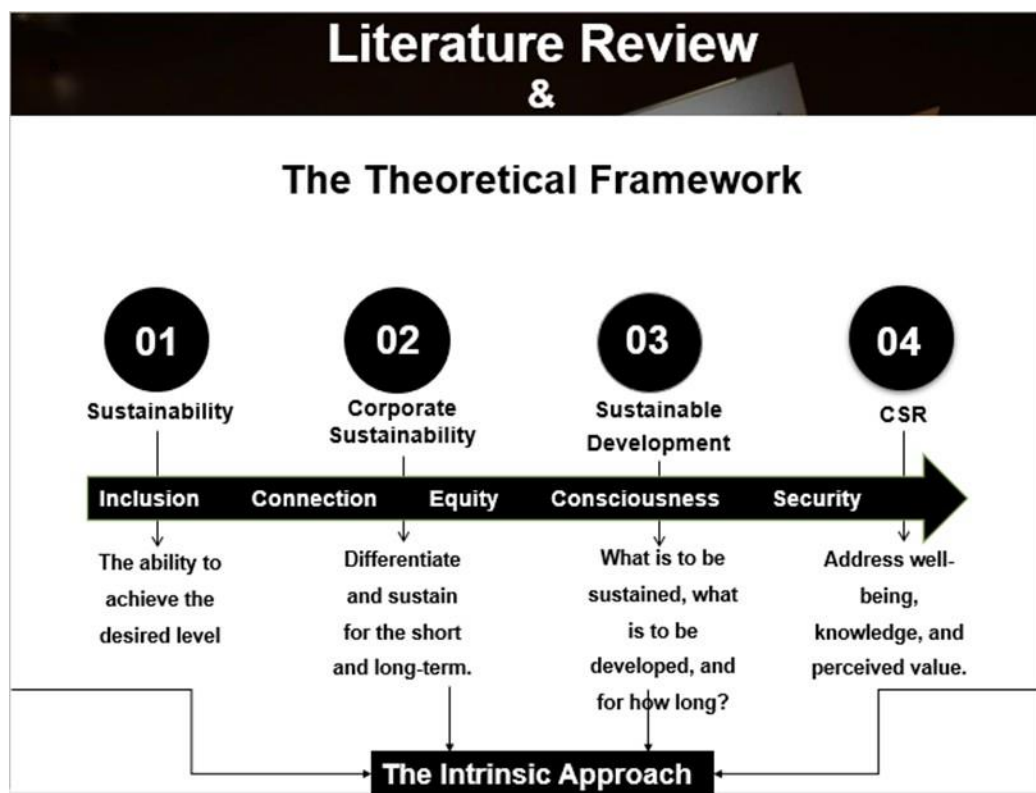 Literature Review
&
The Theoretical Framework
01
Sustainability
02
Corporate
Sustainability
03
Sustainable
Development
04
CSR
Inclusion Connection Equity Consciousness Security
The ability to
achieve the
desired level
Differentiate
and sustain
for the short
and long-term.
What is to be
sustained, what
is to be
developed, and
for how long?
Address well-
being,
knowledge, and
perceived value.
The Intrinsic Approach